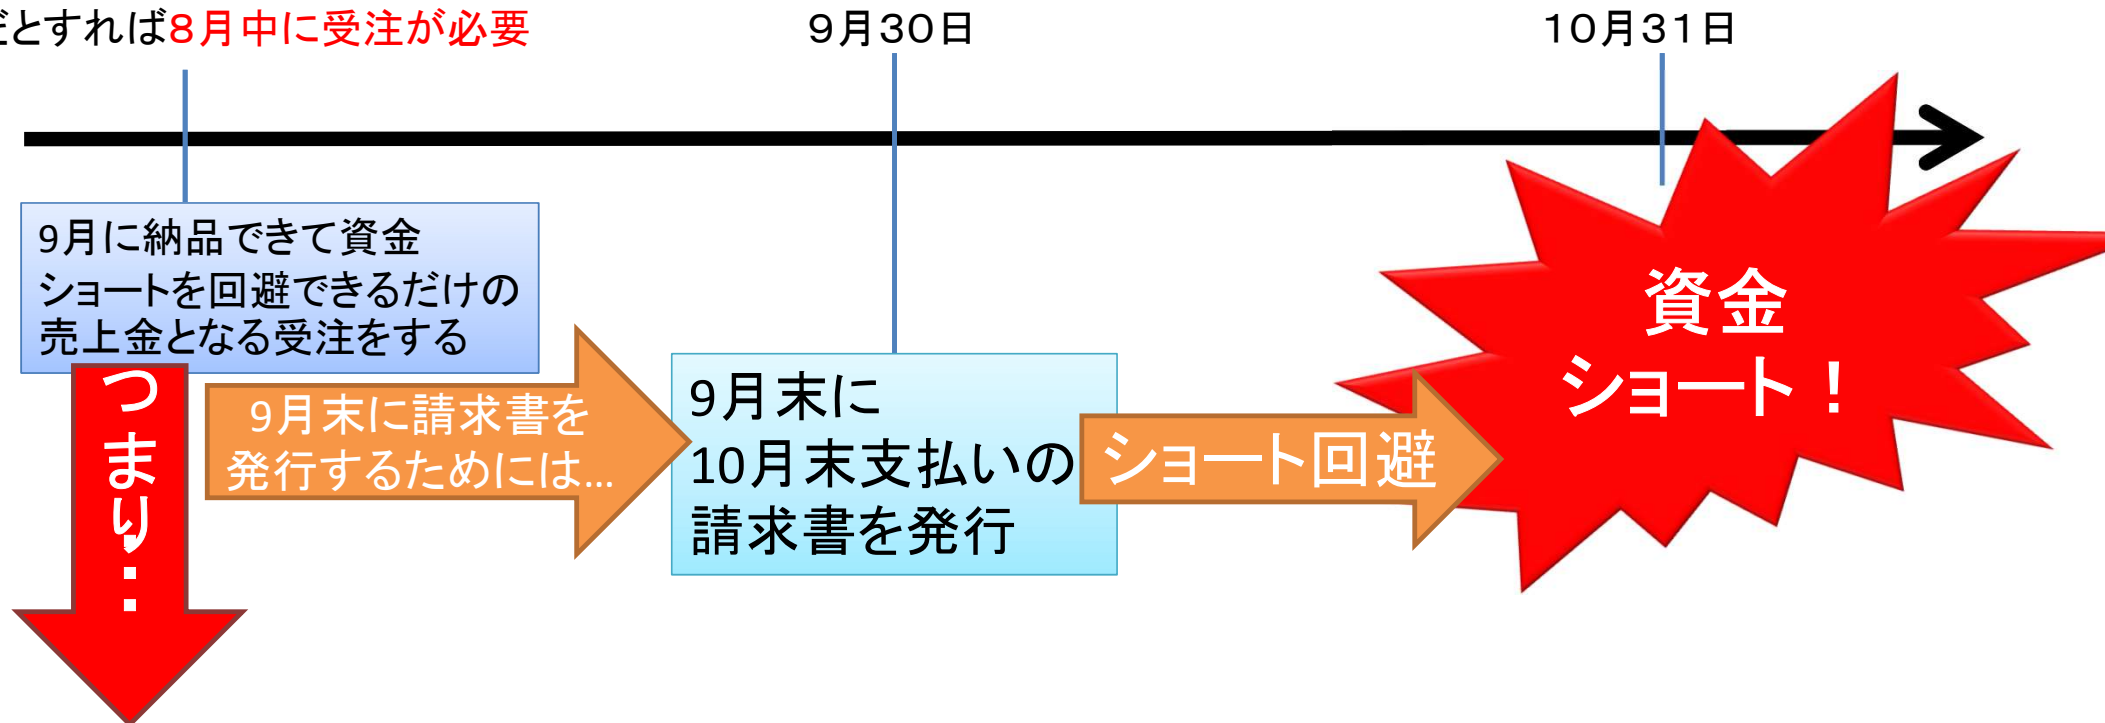 とすれば８月中に受注が必要
９月３０日
１０月３１日
9月に納品できて資金
ショートを回避できるだけの
売上金となる受注をする
つまり…
9月末に請求書を
発行するためには…
9月末に
10月末支払いの
請求書を発行
ショート回避
資金
ショート！